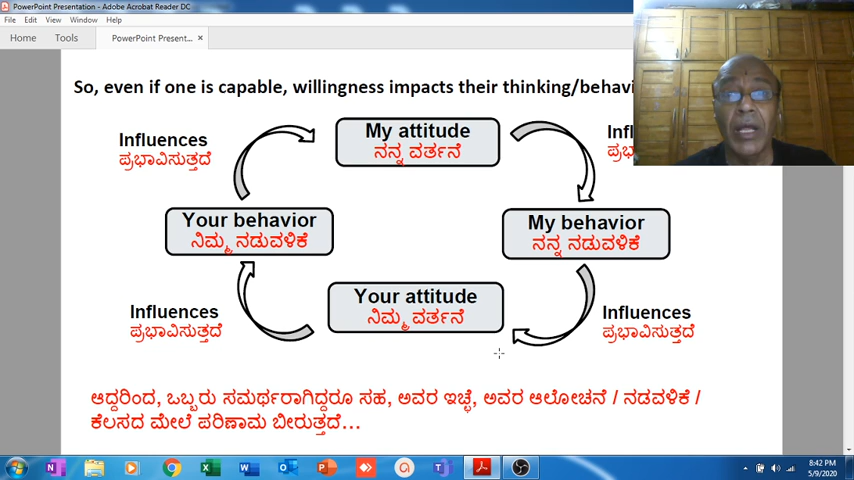 PowerPoint Presentation - Adobe Acrobat Reader DC
File Edit View Window Help
Home Tools PowerPoint Present... ×
So, even if one is capable, willingness impacts their thinking/behavi
Influences
ಪ್ರಭಾವಿಸುತ್ತದೆ
My attitude
ನನ್ನ ವರ್ತನೆ
Your behavior
ನಿಮ್ಮ ನಡುವಳಿಕೆ
My behavior
ನನ್ನ ನಡುವಳಿಕೆ
Your attitude
ನಿಮ್ಮ ವರ್ತನೆ
Influences
ಪ್ರಭಾವಿಸುತ್ತದೆ
Influences
ಪ್ರಭಾವಿಸುತ್ತದೆ
ಆದ್ದರಿಂದ, ಒಬ್ಬರು ಸಮರ್ಥರಾಗಿದ್ದರೂ ಸಹ, ಅವರ ಇಚ್ಛೆ, ಅವರ ಆಲೋಚನೆ / ನಡವಳಿಕೆ /
ಕೆಲಸದ ಮೇಲೆ ಪರಿಣಾಮ ಬೀರುತ್ತದೆ...
8:42 PM
5/9/2020